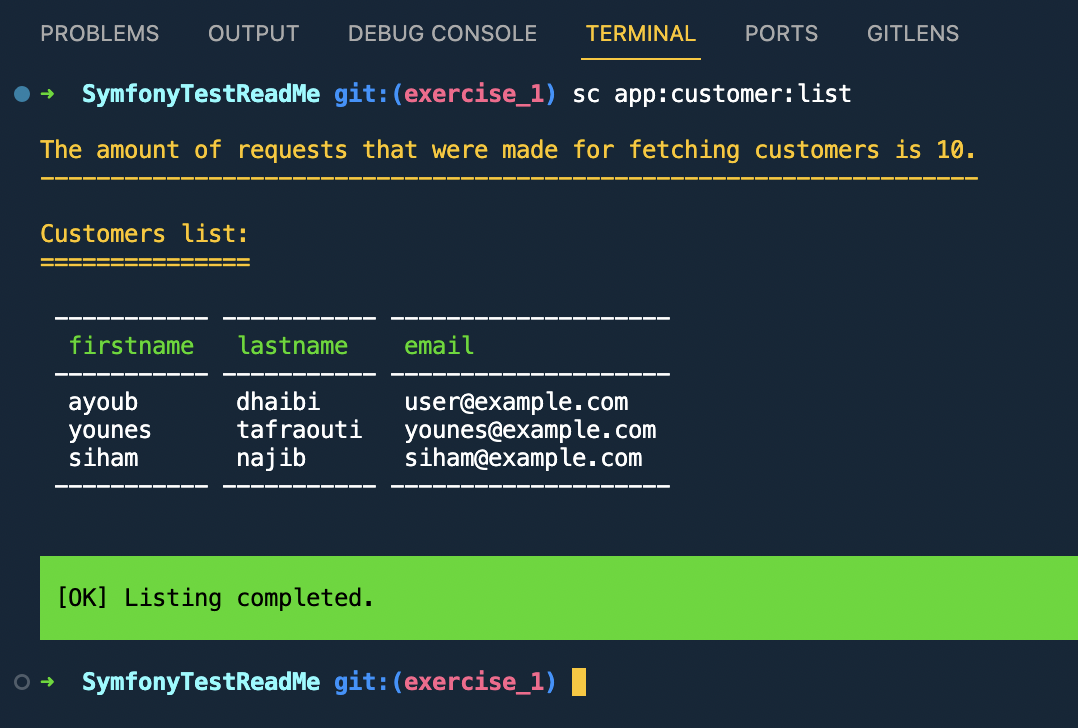 PROBLEMS OUTPUT DEBUG CONSOLE TERMINAL PORTS GITLENS
➜ SymfonyTestReadMe git:(exercise_1) sc app:customer:list
The amount of requests that were made for fetching customers is 10.
-------------------------------------------------------------------
Customers list:
===============
----------- ----------- --------------------
firstname lastname email
----------- ----------- --------------------
ayoub dhaibi user@example.com
younes tafraouti younes@example.com
siham najib siham@example.com
----------- ----------- --------------------
[OK] Listing completed.
➜ SymfonyTestReadMe git:(exercise_1)